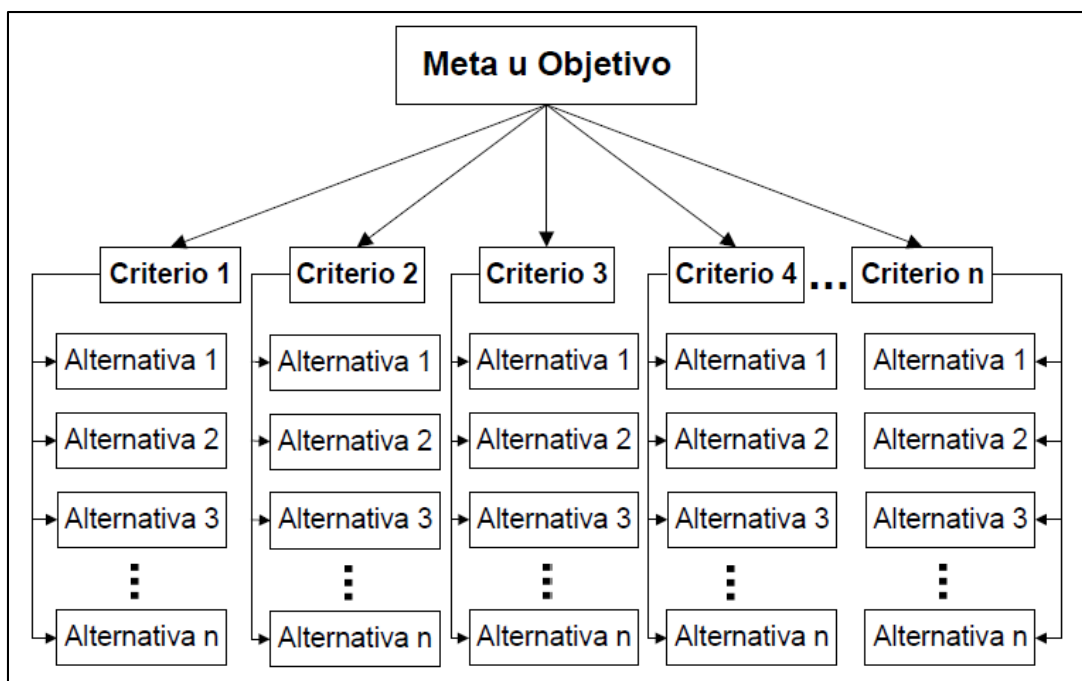 Meta u Objetivo
Criterio 1 Criterio 2 Criterio 3 Criterio 4 ... Criterio n
Alternativa 1 Alternativa 1 Alternativa 1 Alternativa 1 Alternativa 1
Alternativa 2 Alternativa 2 Alternativa 2 Alternativa 2 Alternativa 2
Alternativa 3 Alternativa 3 Alternativa 3 Alternativa 3 Alternativa 3
Alternativa n Alternativa n Alternativa n Alternativa n Alternativa n